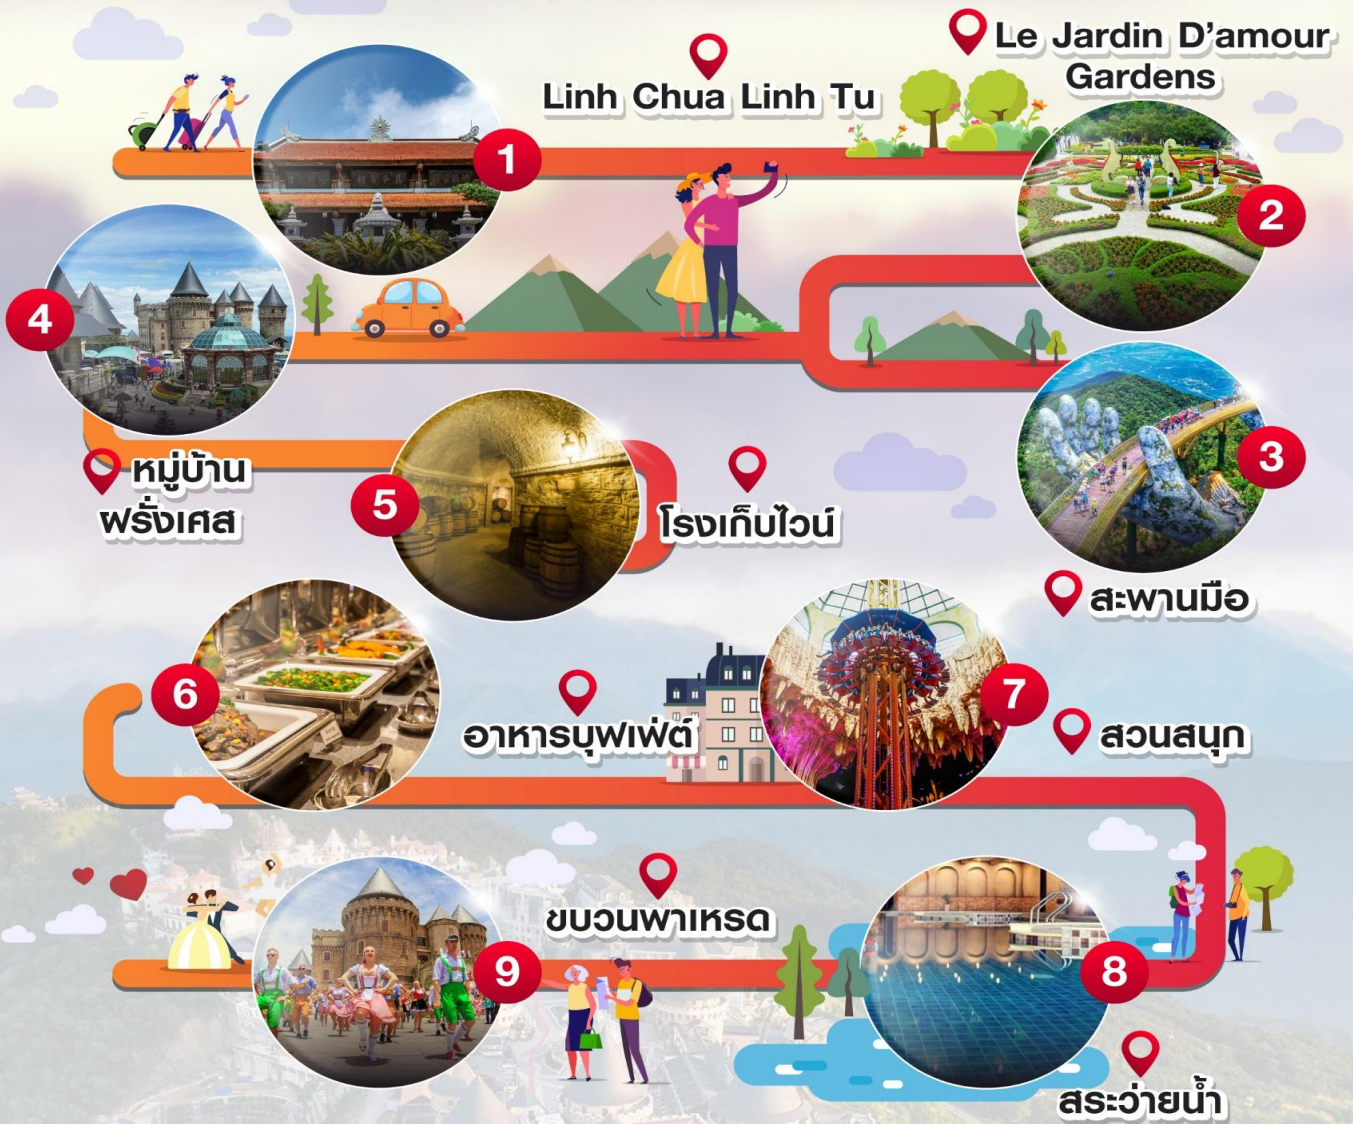 1
Linh Chua Linh Tu
Le Jardin D'amour
Gardens
2
3
สะพานมือ
4
หมู่บ้าน
ฝรั่งเศส
5
โรงเก็บไวน์
6
อาหารบุฟเฟ่ต์
7
สวนสนุก
8
สระว่ายน้ำ
9
ขบวนพาเหรด